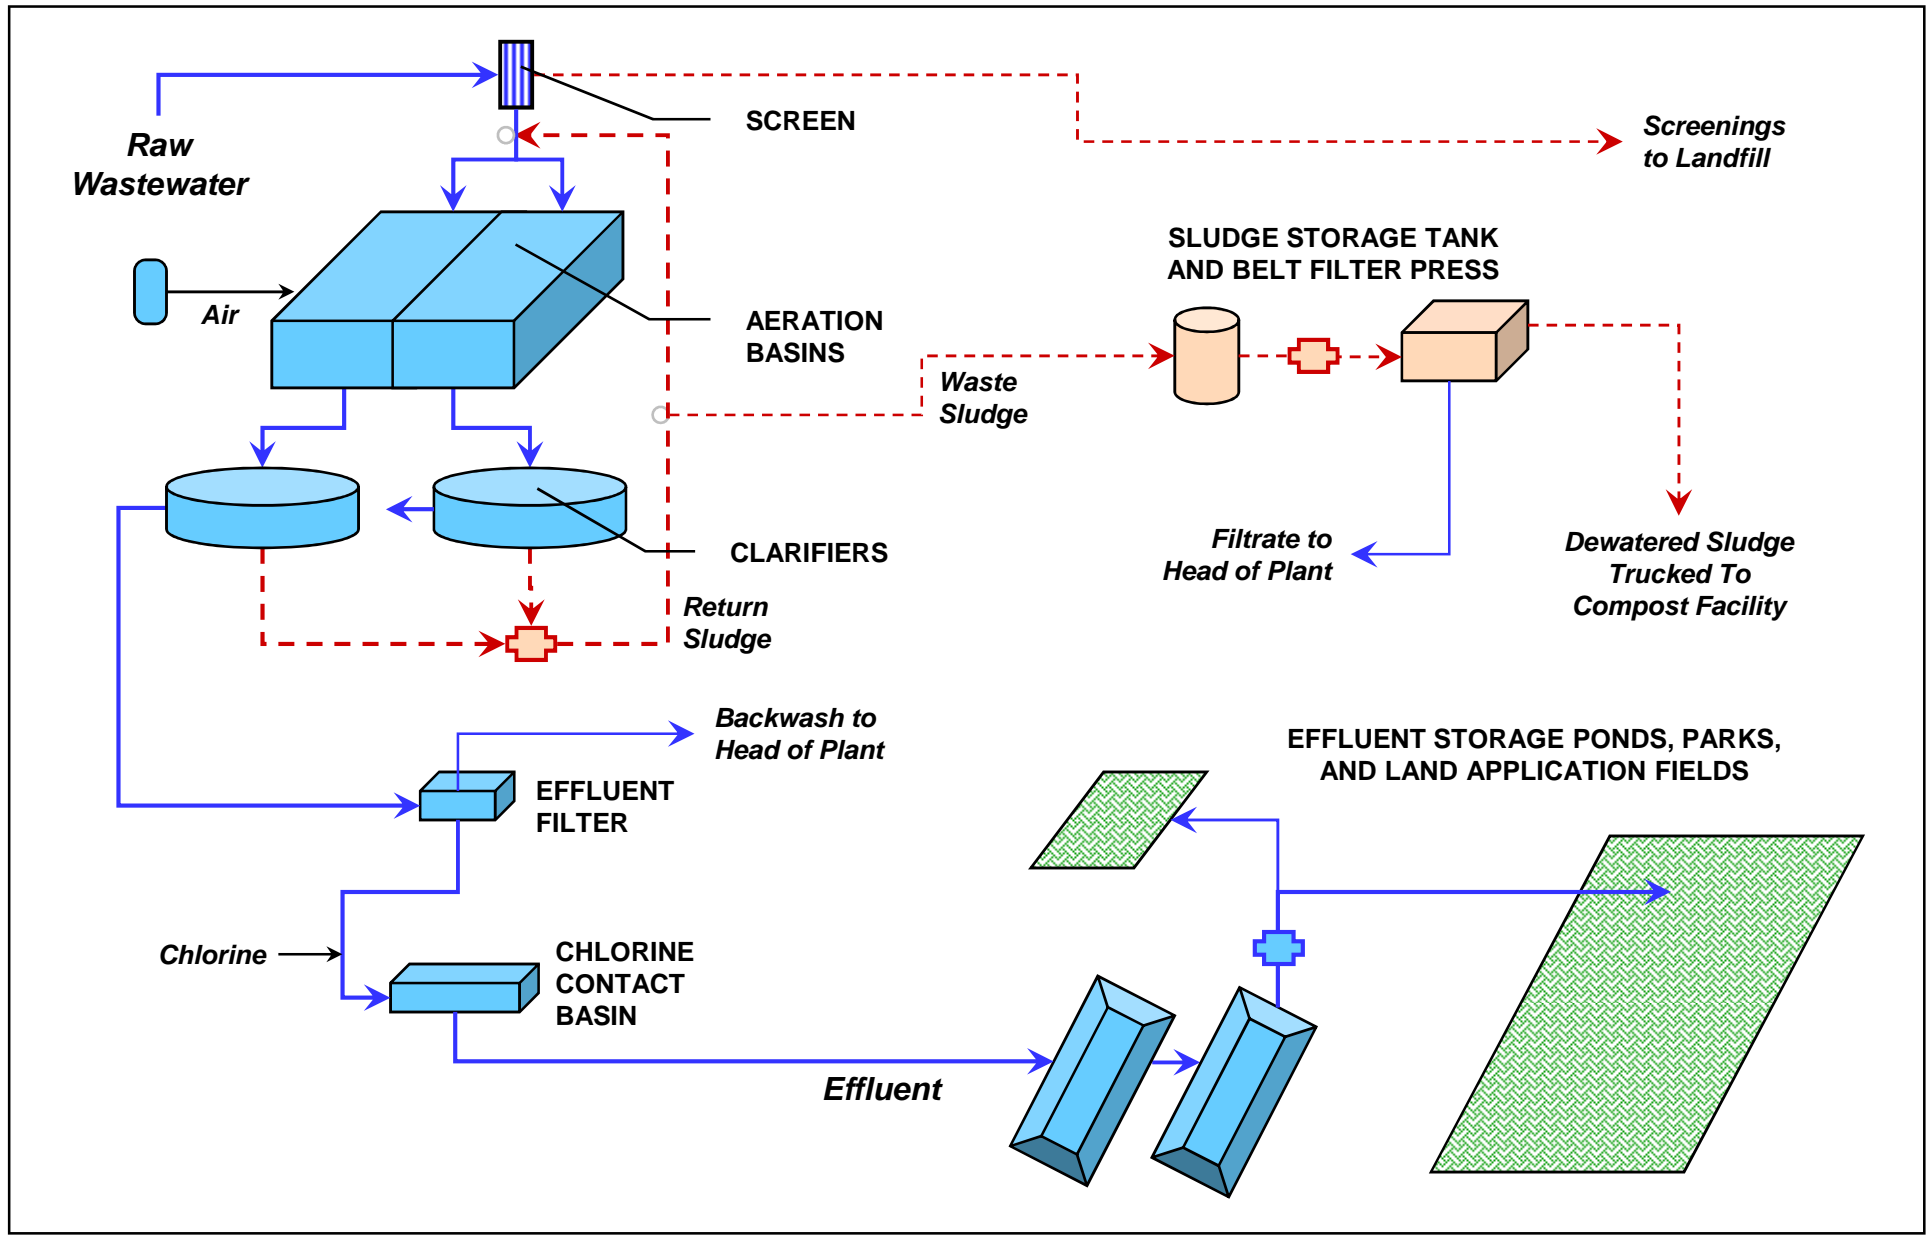 Raw
Wastewater
SCREEN
Screenings
to Landfill
Air
AERATION
BASINS
SLUDGE STORAGE TANK
AND BELT FILTER PRESS
Waste
Sludge
CLARIFIERS
Return
Sludge
Filtrate to
Head of Plant
Dewatered Sludge
Trucked To
Compost Facility
Backwash to
Head of Plant
EFFLUENT
FILTER
EFFLUENT STORAGE PONDS, PARKS,
AND LAND APPLICATION FIELDS
Chlorine
CHLORINE
CONTACT
BASIN
Effluent